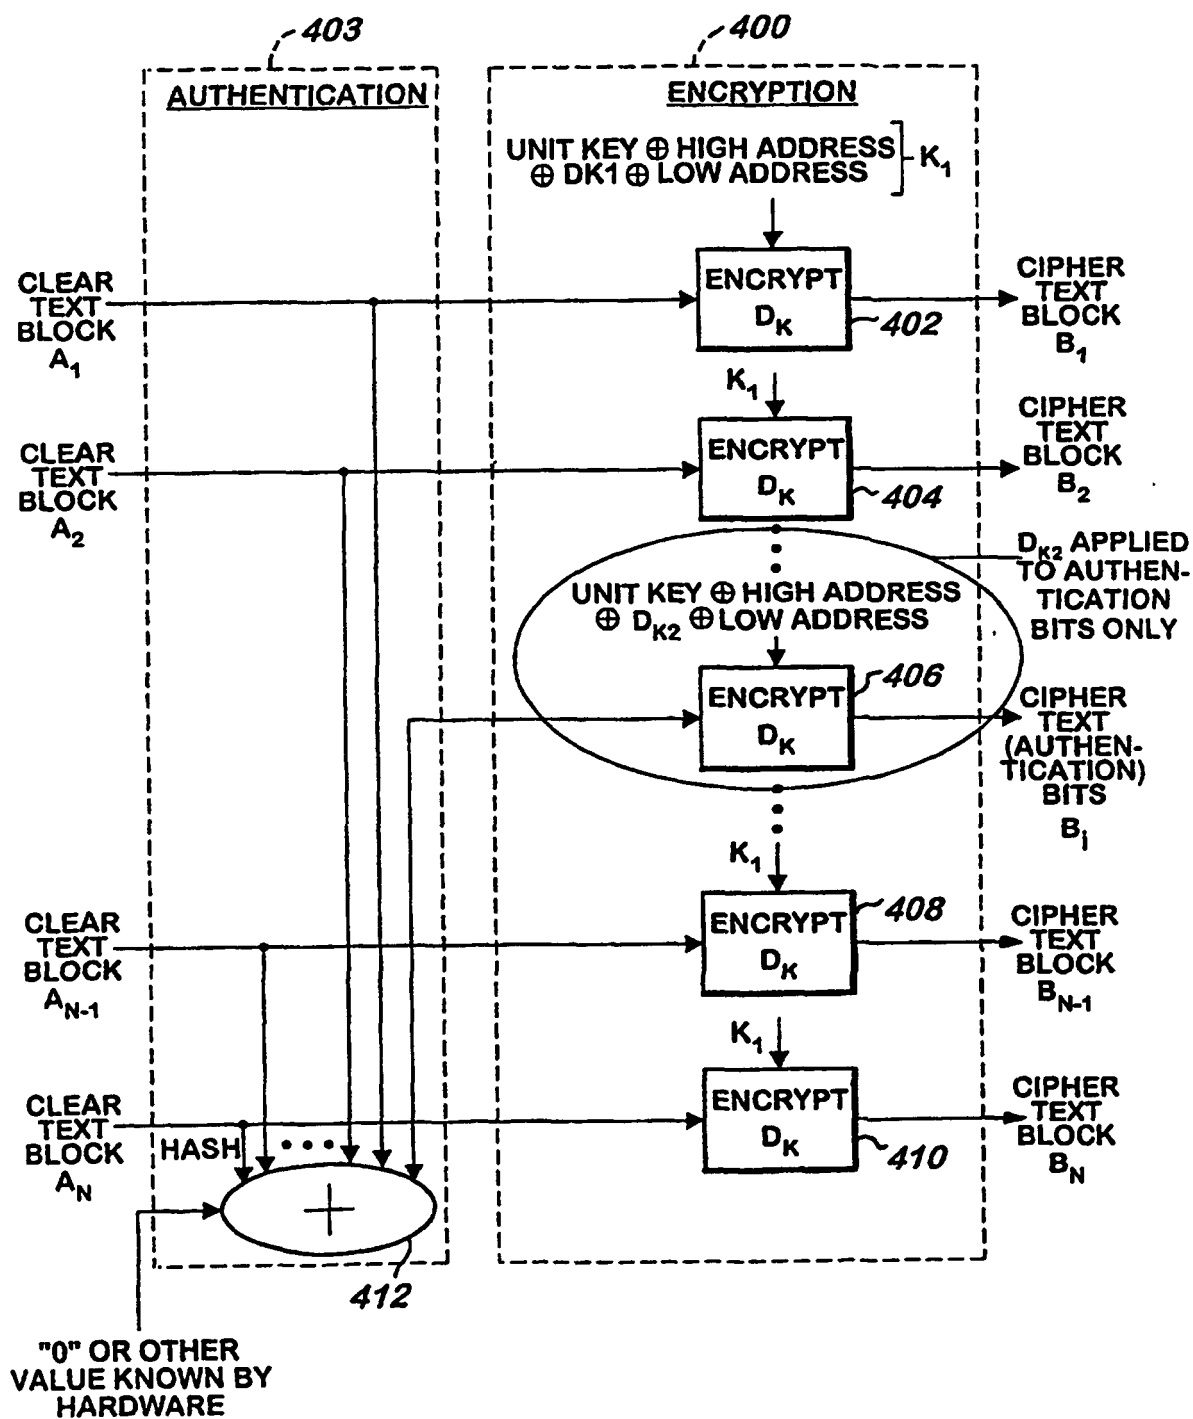 403
400
AUTHENTICATION
ENCRYPTION
UNIT KEY ⊕ HIGH ADDRESS
⊕ DK1 ⊕ LOW ADDRESS
K1
CLEAR
TEXT
BLOCK
A1
ENCRYPT
DK
402
CIPHER
TEXT
BLOCK
B1
K1
CLEAR
TEXT
BLOCK
A2
ENCRYPT
DK
404
CIPHER
TEXT
BLOCK
B2
DK2 APPLIED
TO AUTHEN-
TICATION
BITS ONLY
UNIT KEY ⊕ HIGH ADDRESS
⊕ DK2 ⊕ LOW ADDRESS
ENCRYPT
DK
406
CIPHER
TEXT
(AUTHEN-
TICATION)
BITS
Bi
K1
CLEAR
TEXT
BLOCK
AN-1
ENCRYPT
DK
408
CIPHER
TEXT
BLOCK
BN-1
K1
CLEAR
TEXT
BLOCK
AN
HASH
ENCRYPT
DK
410
CIPHER
TEXT
BLOCK
BN
412
"0" OR OTHER
VALUE KNOWN BY
HARDWARE